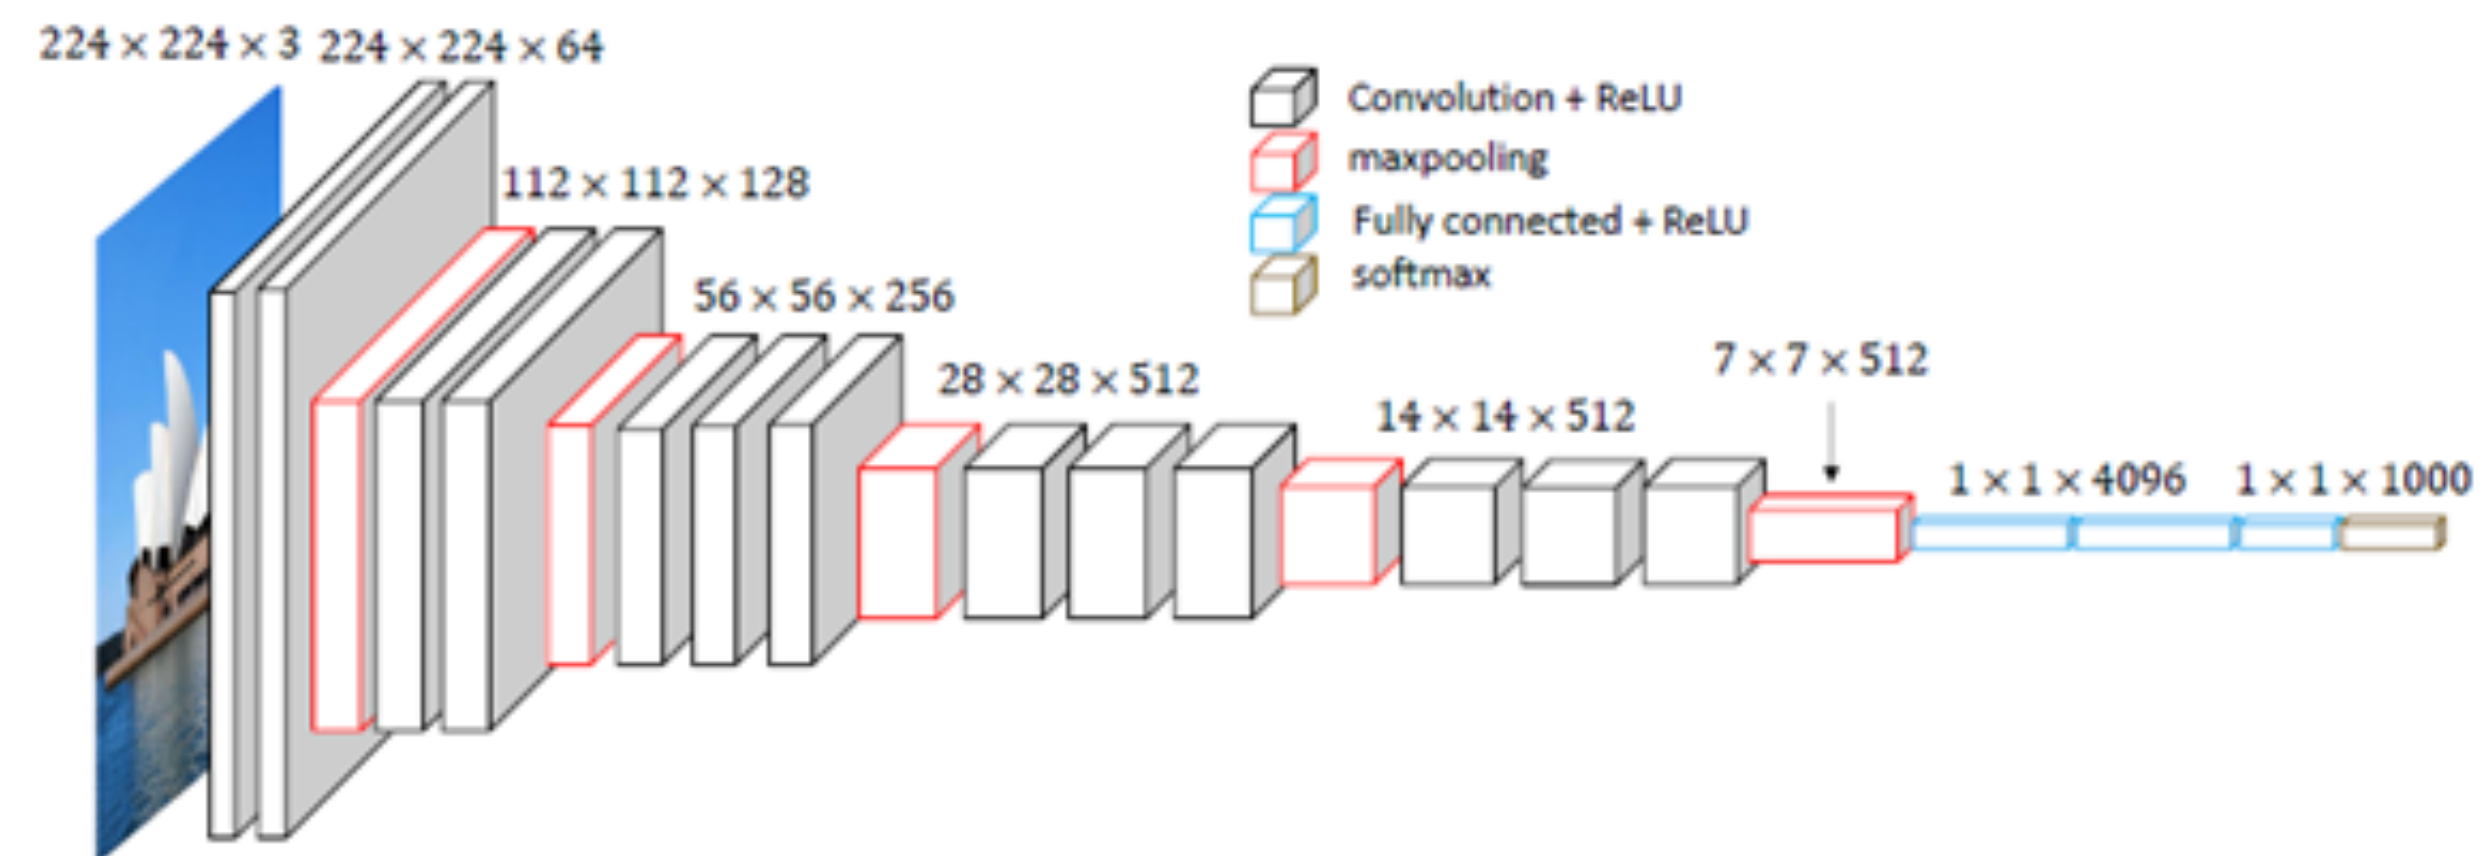 224 × 224 × 3
224 × 224 × 64
112 × 112 × 128
56 × 56 × 256
28 × 28 × 512
14 × 14 × 512
7 × 7 × 512
1 × 1 × 4096
1 × 1 × 1000
Convolution + ReLU
maxpooling
Fully connected + ReLU
softmax